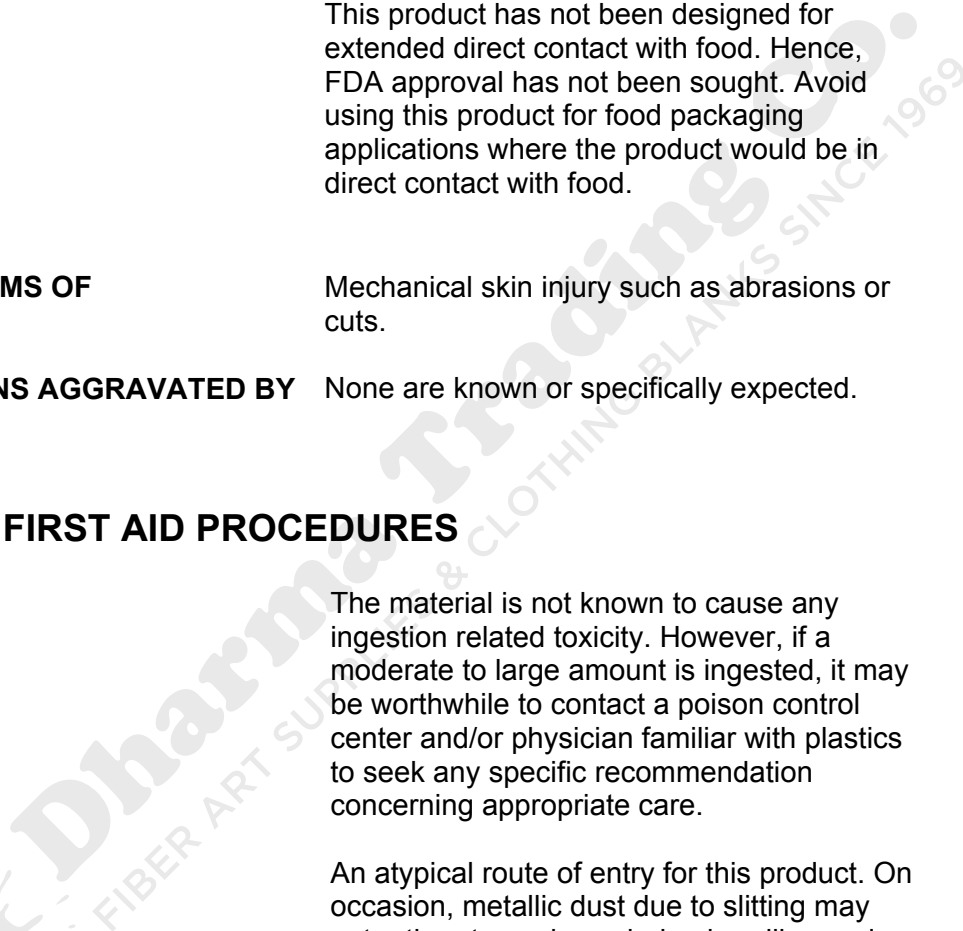 This product has not been designed for
extended direct contact with food. Hence,
FDA approval has not been sought. Avoid
using this product for food packaging
applications where the product would be in
direct contact with food.
MS OF
Mechanical skin injury such as abrasions or
cuts.
NS AGGRAVATED BY None are known or specifically expected.
FIRST AID PROCEDURES
The material is not known to cause any
ingestion related toxicity. However, if a
moderate to large amount is ingested, it may
be worthwhile to contact a poison control
center and/or physician familiar with plastics
to seek any specific recommendation
concerning appropriate care.
An atypical route of entry for this product. On
occasion, metallic dust due to slitting may
Dharma Trading Co.
FIBER ART SUPPLIES & CLOTHING BLANKS SINCE 1969